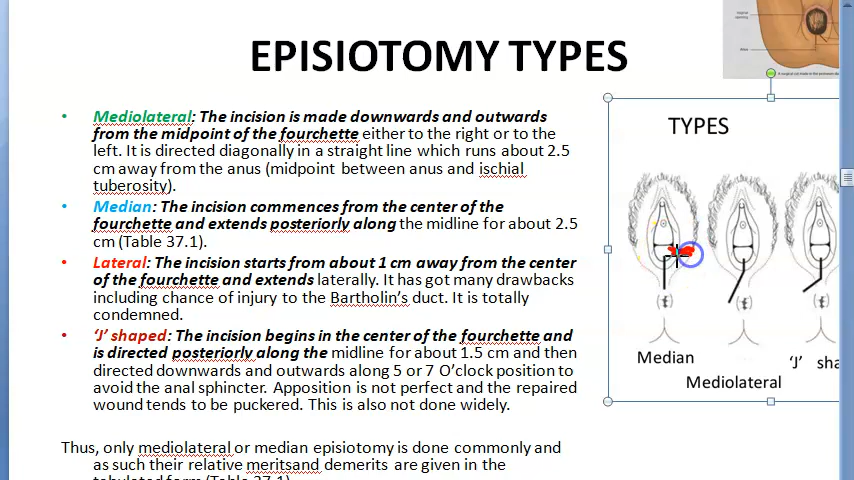 EPISIOTOMY TYPES
• Mediolateral: The incision is made downwards and outwards
from the midpoint of the fourchette either to the right or to the
left. It is directed diagonally in a straight line which runs about 2.5
cm away from the anus (midpoint between anus and ischial
tuberosity).
• Median: The incision commences from the center of the
fourchette and extends posteriorly along the midline for about 2.5
cm (Table 37.1).
• Lateral: The incision starts from about 1 cm away from the center
of the fourchette and extends laterally. It has got many drawbacks
including chance of injury to the Bartholin's duct. It is totally
condemned.
• 'J' shaped: The incision begins in the center of the fourchette and
is directed posteriorly along the midline for about 1.5 cm and then
directed downwards and outwards along 5 or 7 O'clock position to
avoid the anal sphincter. Apposition is not perfect and the repaired
wound tends to be puckered. This is also not done widely.
Thus, only mediolateral or median episiotomy is done commonly and
as such their relative meritsand demerits are given in the
tabulated form (Table 37.1)
TYPES
Median
Mediolateral
'J' sha